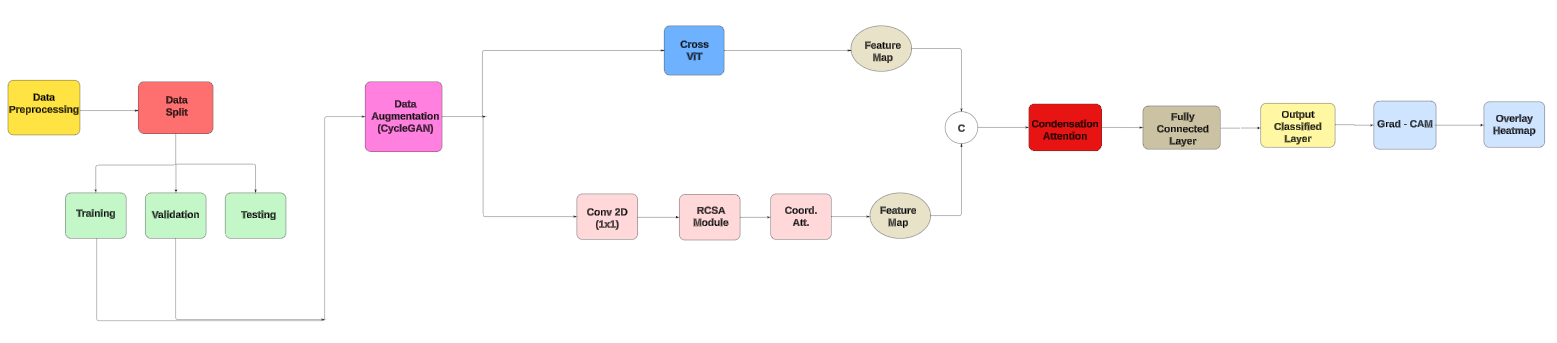 Data
Preprocessing
Data
Split
Training
Validation
Testing
Data
Augmentation
(CycleGAN)
Cross
ViT
Feature
Map
Conv 2D
(1x1)
RCSA
Module
Coord.
Att.
Feature
Map
C
Condensation
Attention
Fully
Connected
Layer
Output
Classified
Layer
Grad - CAM
Overlay
Heatmap